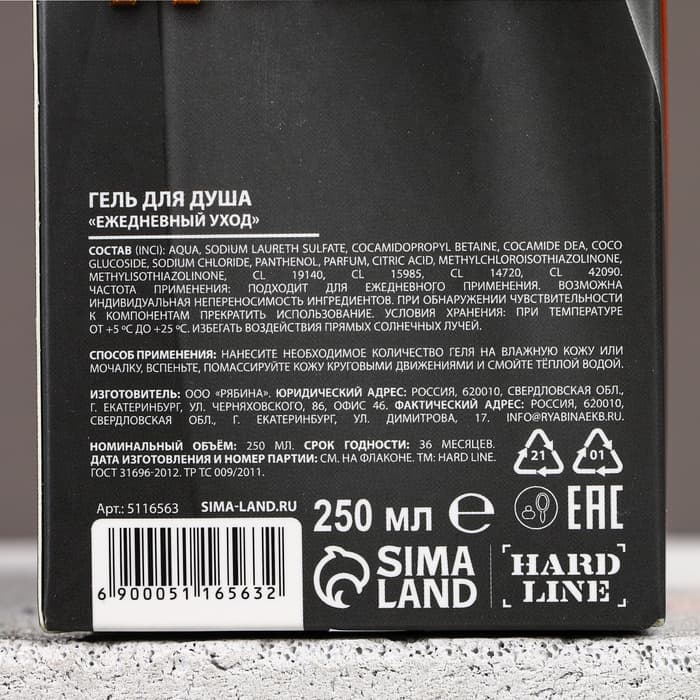 ГЕЛЬ ДЛЯ ДУША
«ЕЖЕДНЕВНЫЙ УХОД»
СОСТАВ (INCI): AQUA, SODIUM LAURETH SULFATE, COCAMIDOPROPYL BETAINE, COCAMIDE DEA, COCO
GLUCOSIDE, SODIUM CHLORIDE, PANTHENOL, PARFUM, CITRIC ACID, METHYLCHLOROISOTHIAZOLINONE,
METHYLISOTHIAZOLINONE, CL 19140, CL 15985, CL 14720, CL 42090.
ЧАСТОТА ПРИМЕНЕНИЯ: ПОДХОДИТ ДЛЯ ЕЖЕДНЕВНОГО ПРИМЕНЕНИЯ. ВОЗМОЖНА
ИНДИВИДУАЛЬНАЯ НЕПЕРЕНОСИМОСТЬ ИНГРЕДИЕНТОВ. ПРИ ОБНАРУЖЕНИИ ЧУВСТВИТЕЛЬНОСТИ
К КОМПОНЕНТАМ ПРЕКРАТИТЬ ИСПОЛЬЗОВАНИЕ. УСЛОВИЯ ХРАНЕНИЯ: ПРИ ТЕМПЕРАТУРЕ
ОТ +5 ºС ДО +25 ºС. ИЗБЕГАТЬ ВОЗДЕЙСТВИЯ ПРЯМЫХ СОЛНЕЧНЫХ ЛУЧЕЙ.
СПОСОБ ПРИМЕНЕНИЯ: НАНЕСИТЕ НЕОБХОДИМОЕ КОЛИЧЕСТВО ГЕЛЯ НА ВЛАЖНУЮ КОЖУ ИЛИ
МОЧАЛКУ, ВСПЕНЬТЕ, ПОМАССИРУЙТЕ КОЖУ КРУГОВЫМИ ДВИЖЕНИЯМИ И СМОЙТЕ ТЁПЛОЙ ВОДОЙ.
ИЗГОТОВИТЕЛЬ: ООО «РЯБИНА». ЮРИДИЧЕСКИЙ АДРЕС: РОССИЯ, 620010, СВЕРДЛОВСКАЯ ОБЛ.,
Г. ЕКАТЕРИНБУРГ, УЛ. ЧЕРНЯХОВСКОГО, 86, ОФИС 46. ФАКТИЧЕСКИЙ АДРЕС: РОССИЯ, 620010,
СВЕРДЛОВСКАЯ ОБЛ., Г. ЕКАТЕРИНБУРГ, УЛ. ДИМИТРОВА, 17. INFO@RYABINAEKB.RU
НОМИНАЛЬНЫЙ ОБЪЁМ: 250 МЛ. СРОК ГОДНОСТИ: 36 МЕСЯЦЕВ.
ДАТА ИЗГОТОВЛЕНИЯ И НОМЕР ПАРТИИ: СМ. НА ФЛАКОНЕ. ТМ: HARD LINE.
ГОСТ 31696-2012. ТР ТС 009/2011.
21 01
Арт.: 5116563 SIMA-LAND.RU
250 мл ℮ EAC
6 900051 165632
SIMA
LAND
HARD
LINE